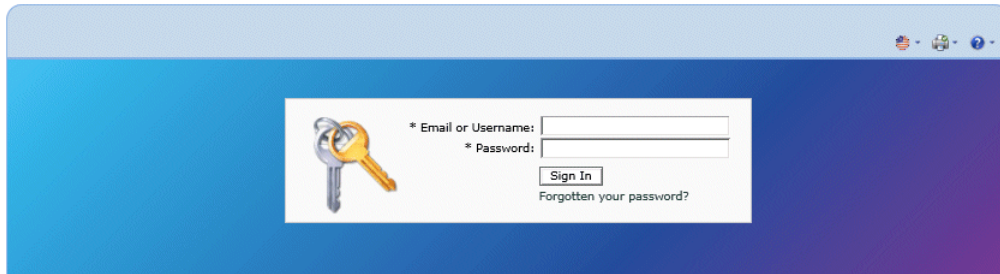 * Email or Username:
* Password:
Sign In
Forgotten your password?